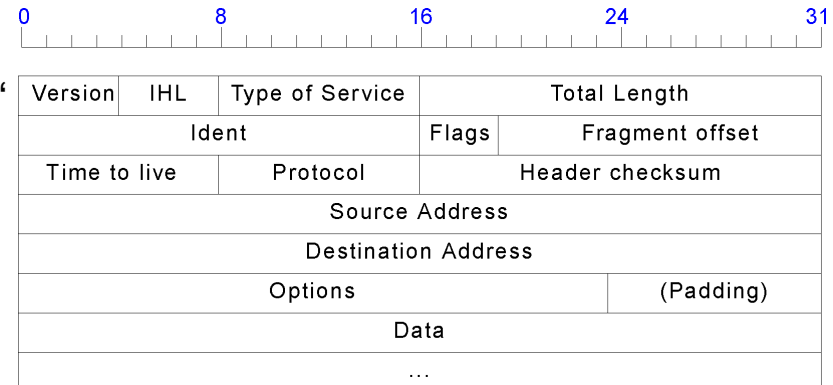 0 8 16 24 31
‘ Version IHL Type of Service Total Length
Ident Flags Fragment offset
Time to live Protocol Header checksum
Source Address
Destination Address
Options (Padding)
Data
...